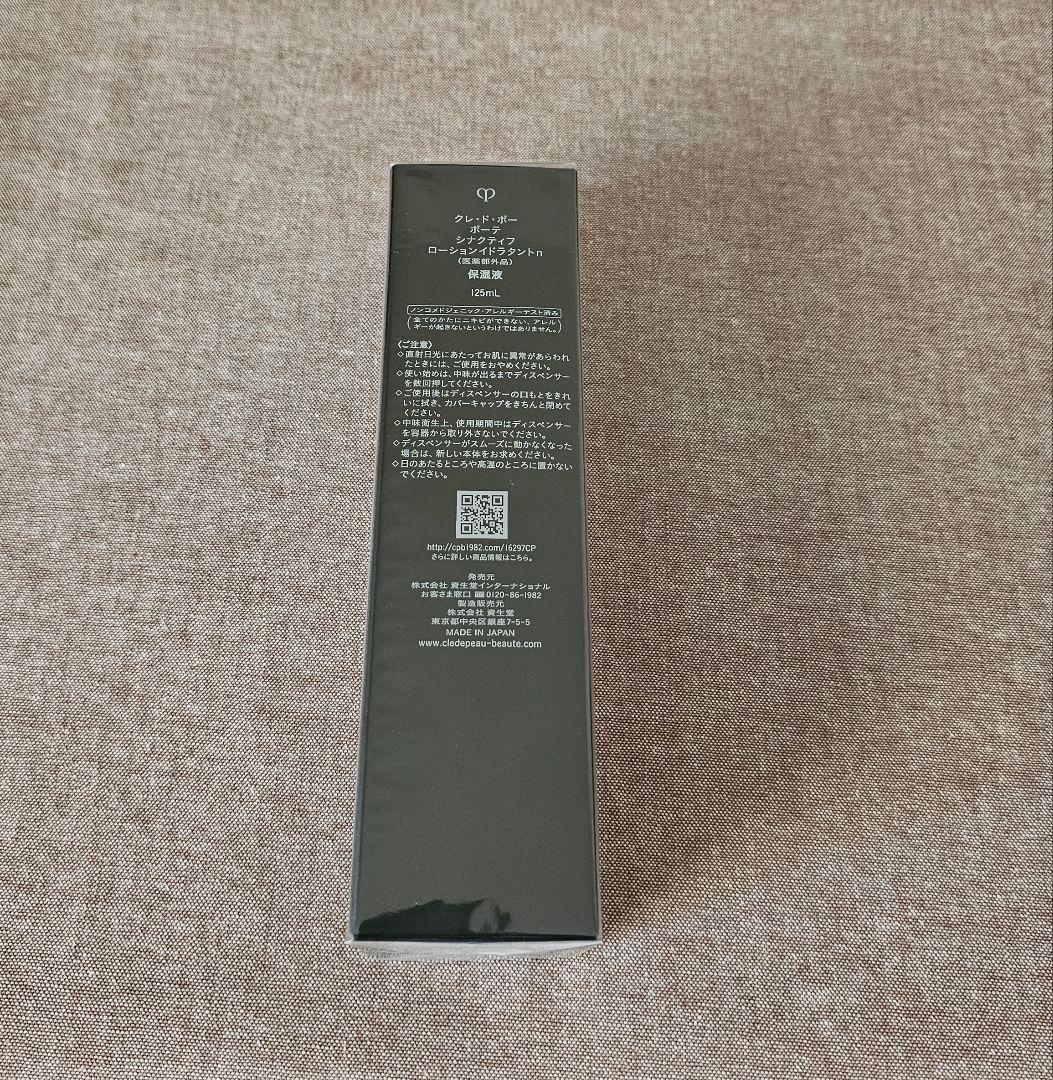 クレ・ド・ポー
ボーテ
シナクティフ
ローションイドラタントn
(医薬部外品)
保湿液
125mL
ノンコメドジェニック・アレルギーテスト済み
(全てのかたにニキビができない、アレル
ギーが起きないというわけではありません。)
〈ご注意〉
◇直射日光にあたってお肌に異常があらわれ
たときには、ご使用をおやめください。
◇使い始めは、中味が出るまでディスペンサー
を数回押してください。
◇ご使用後はディスペンサーの口もとをきれ
いに拭き、カバーキャップをきちんと閉めて
ください。
◇中味衛生上、使用期間中はディスペンサー
を容器から取り外さないでください。
◇ディスペンサーがスムーズに動かなくなった
場合は、新しい本体をお求めください。
◇日のあたるところや高温のところに置かない
でください。
http://cpb1982.com/16297CP
さらに詳しい商品情報はこちら。
発売元
株式会社 資生堂インターナショナル
お客さま窓口 0120-86-1982
製造販売元
株式会社 資生堂
東京都中央区銀座7-5-5
MADE IN JAPAN
www.cledepeau-beaute.com